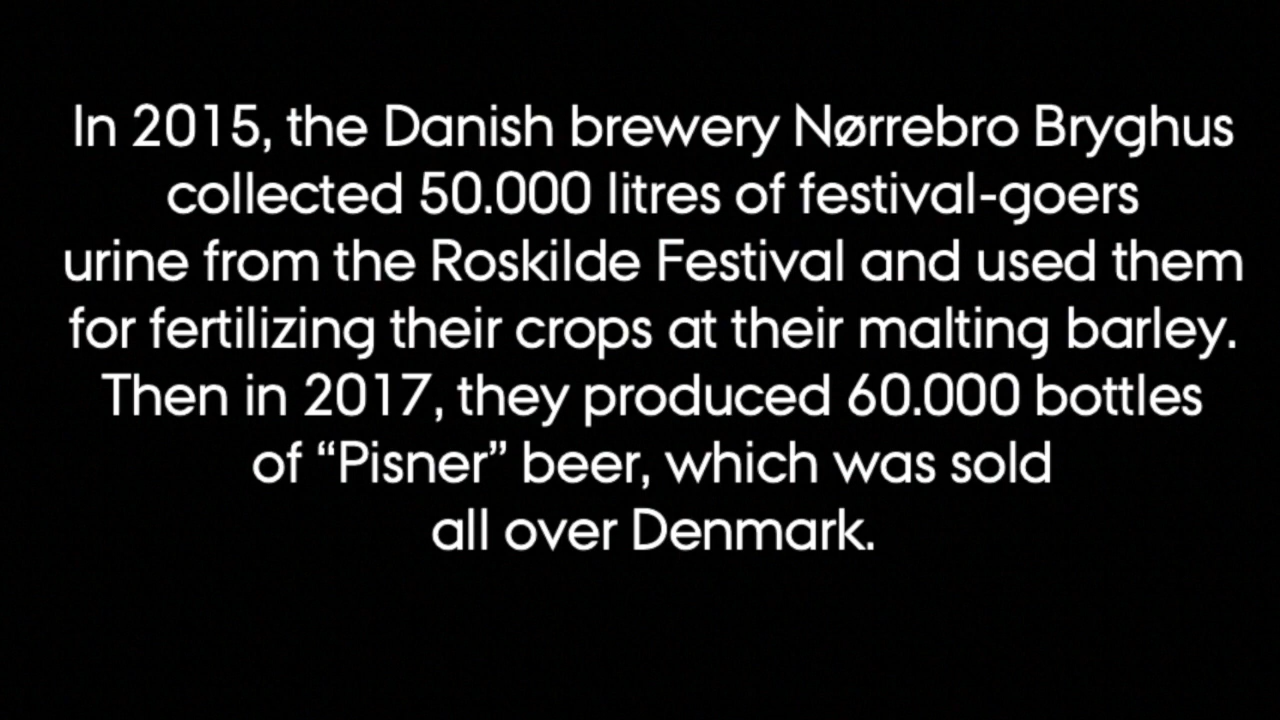 In 2015, the Danish brewery Nørrebro Bryghus
collected 50.000 litres of festival-goers
urine from the Roskilde Festival and used them
for fertilizing their crops at their malting barley.
Then in 2017, they produced 60.000 bottles
of “Pisner” beer, which was sold
all over Denmark.